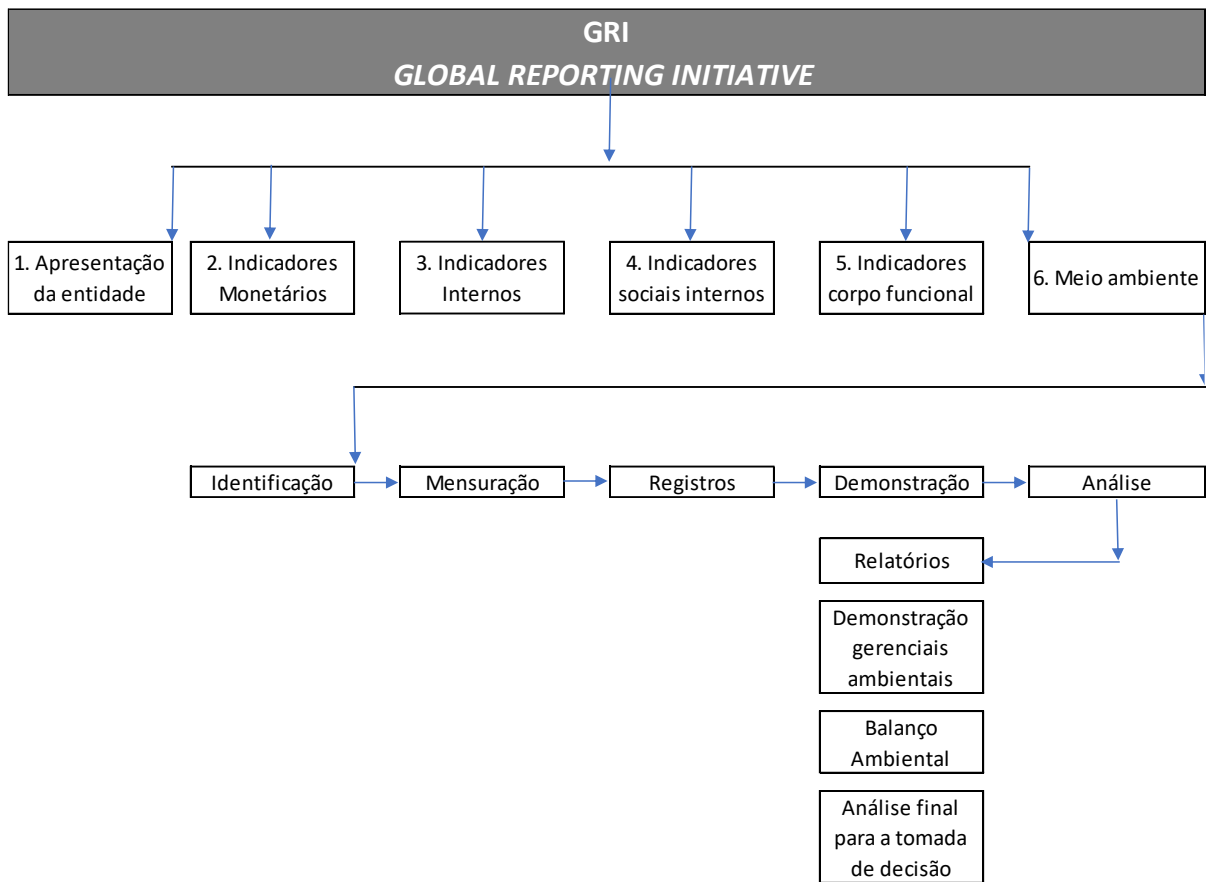 GRI
GLOBAL REPORTING INITIATIVE
1. Apresentação
da entidade
2. Indicadores
Monetários
3. Indicadores
Internos
4. Indicadores
sociais internos
5. Indicadores
corpo funcional
6. Meio ambiente
Identificação
Mensuração
Registros
Demonstração
Análise
Relatórios
Demonstração
gerenciais
ambientais
Balanço
Ambiental
Análise final
para a tomada
de decisão